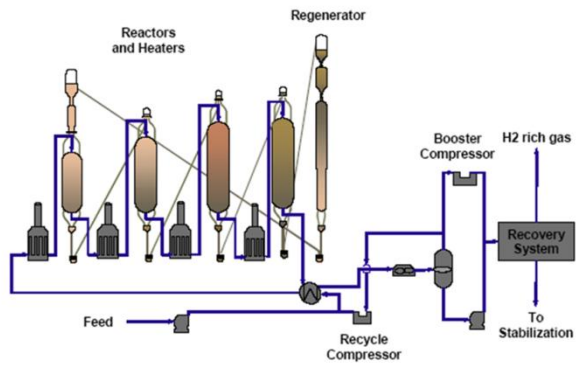 Regenerator
Reactors
and Heaters
Booster
Compressor
H2 rich gas
Recovery
System
Feed
Recycle
Compressor
To
Stabilization